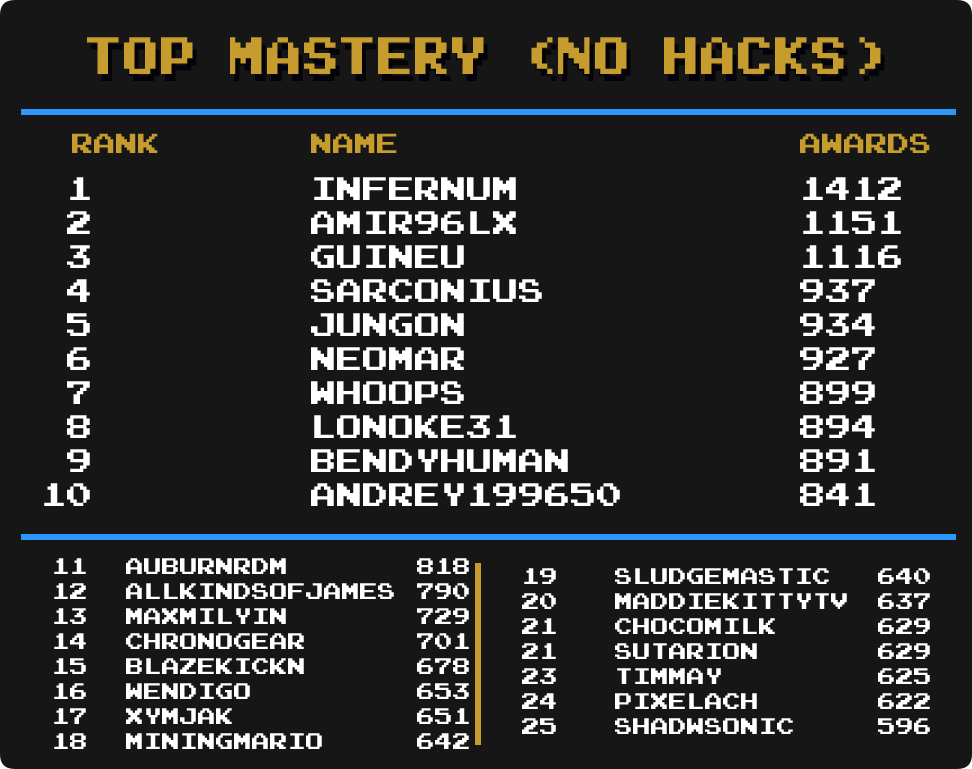 TOP MASTERY (NO HACKS)
RANK NAME AWARDS
1 INFERNUM 1412
2 AMIR96LX 1151
3 GUINEU 1116
4 SARCONIUS 937
5 JUNGON 934
6 NEOMAR 927
7 WHOOPS 899
8 LONOKE31 894
9 BENDYHUMAN 891
10 ANDREY199650 841
11 AUBURNRDM 818
12 ALLKINDSOFJAMES 790
13 MAXMILYIN 729
14 CHRONOGEAR 701
15 BLAZEKICKN 678
16 WENDIGO 653
17 XYMJAK 651
18 MININGMARIO 642
19 SLUDGEMASTIC 640
20 MADDIEKITTYTV 637
21 CHOCOMILK 629
21 SUTARION 629
23 TIMMAY 625
24 PIXELACH 622
25 SHADWSONIC 596